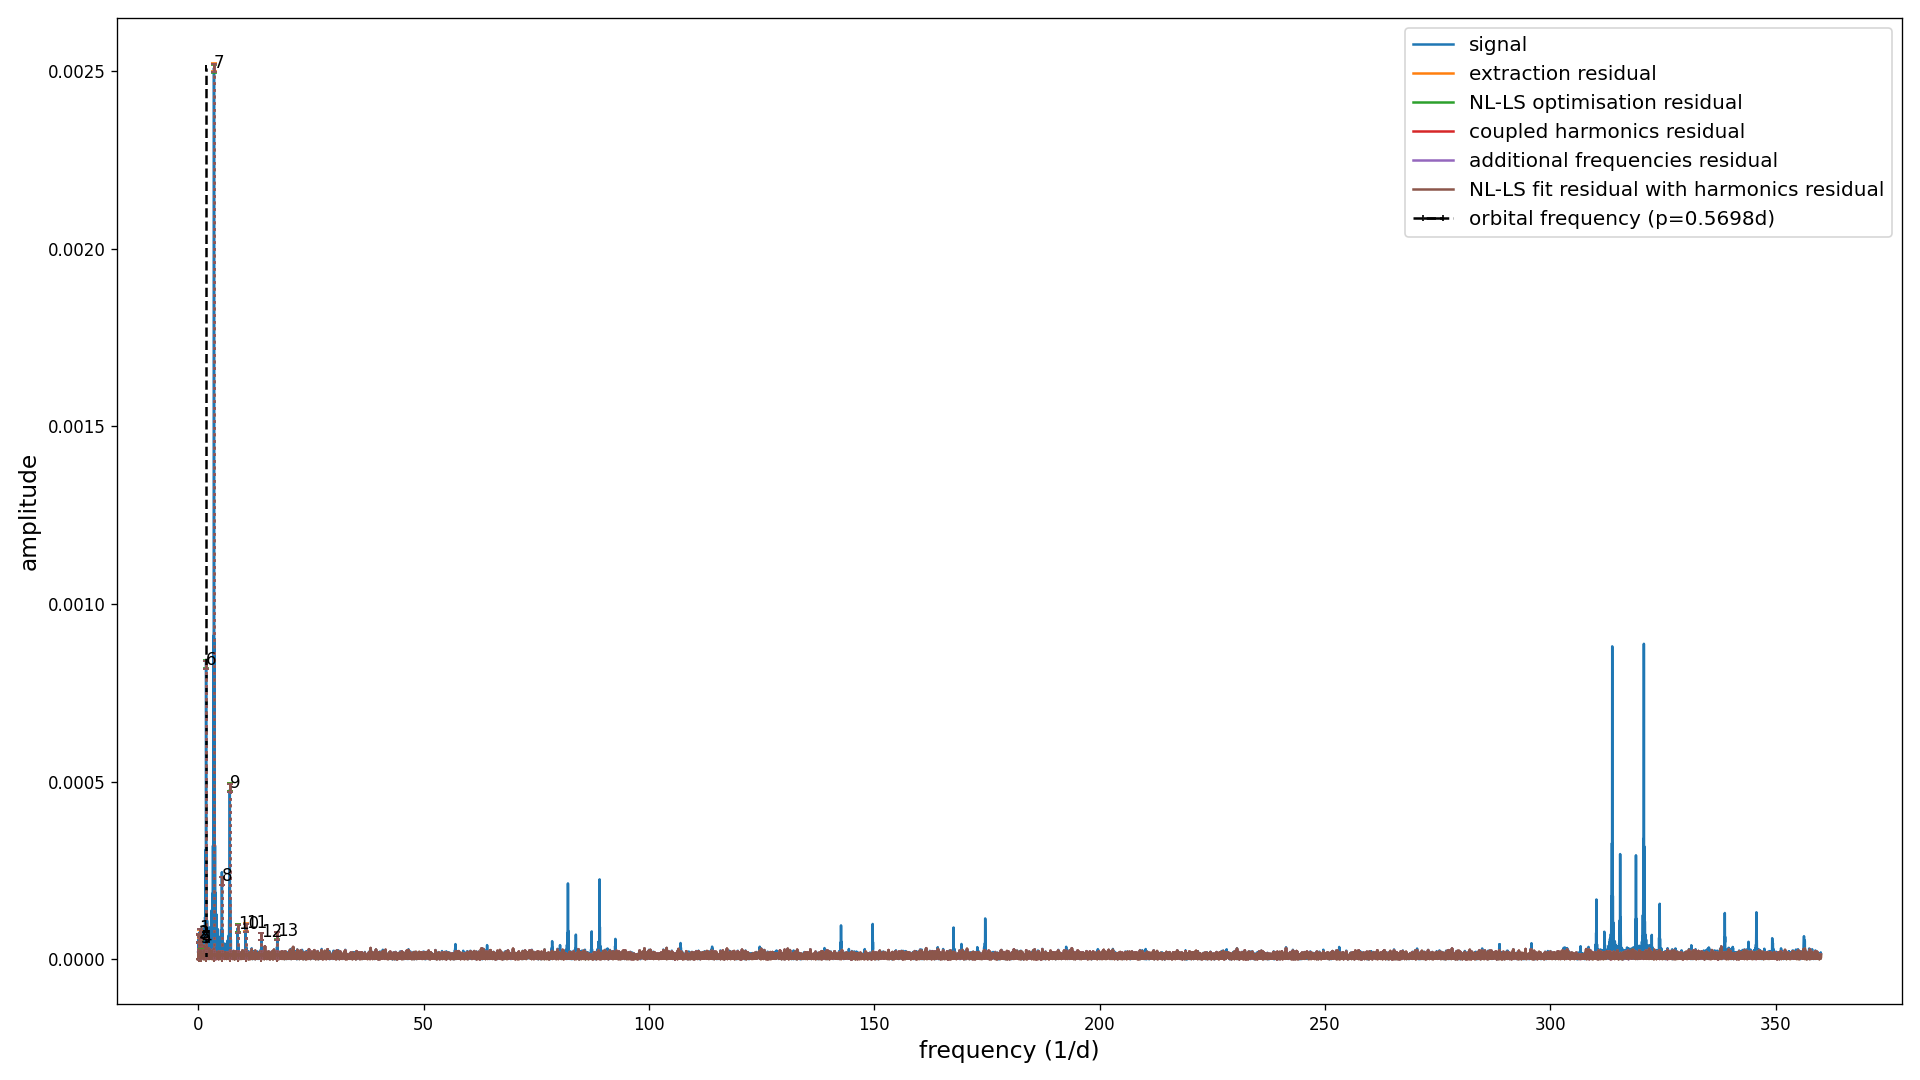 signal
extraction residual
NL-LS optimisation residual
coupled harmonics residual
additional frequencies residual
NL-LS fit residual with harmonics residual
orbital frequency (p=0.5698d)
amplitude
0.0025
0.0020
0.0015
0.0010
0.0005
0.0000
7
6
9
8
10
11
12
13
0
50
100
150
200
250
300
350
frequency (1/d)